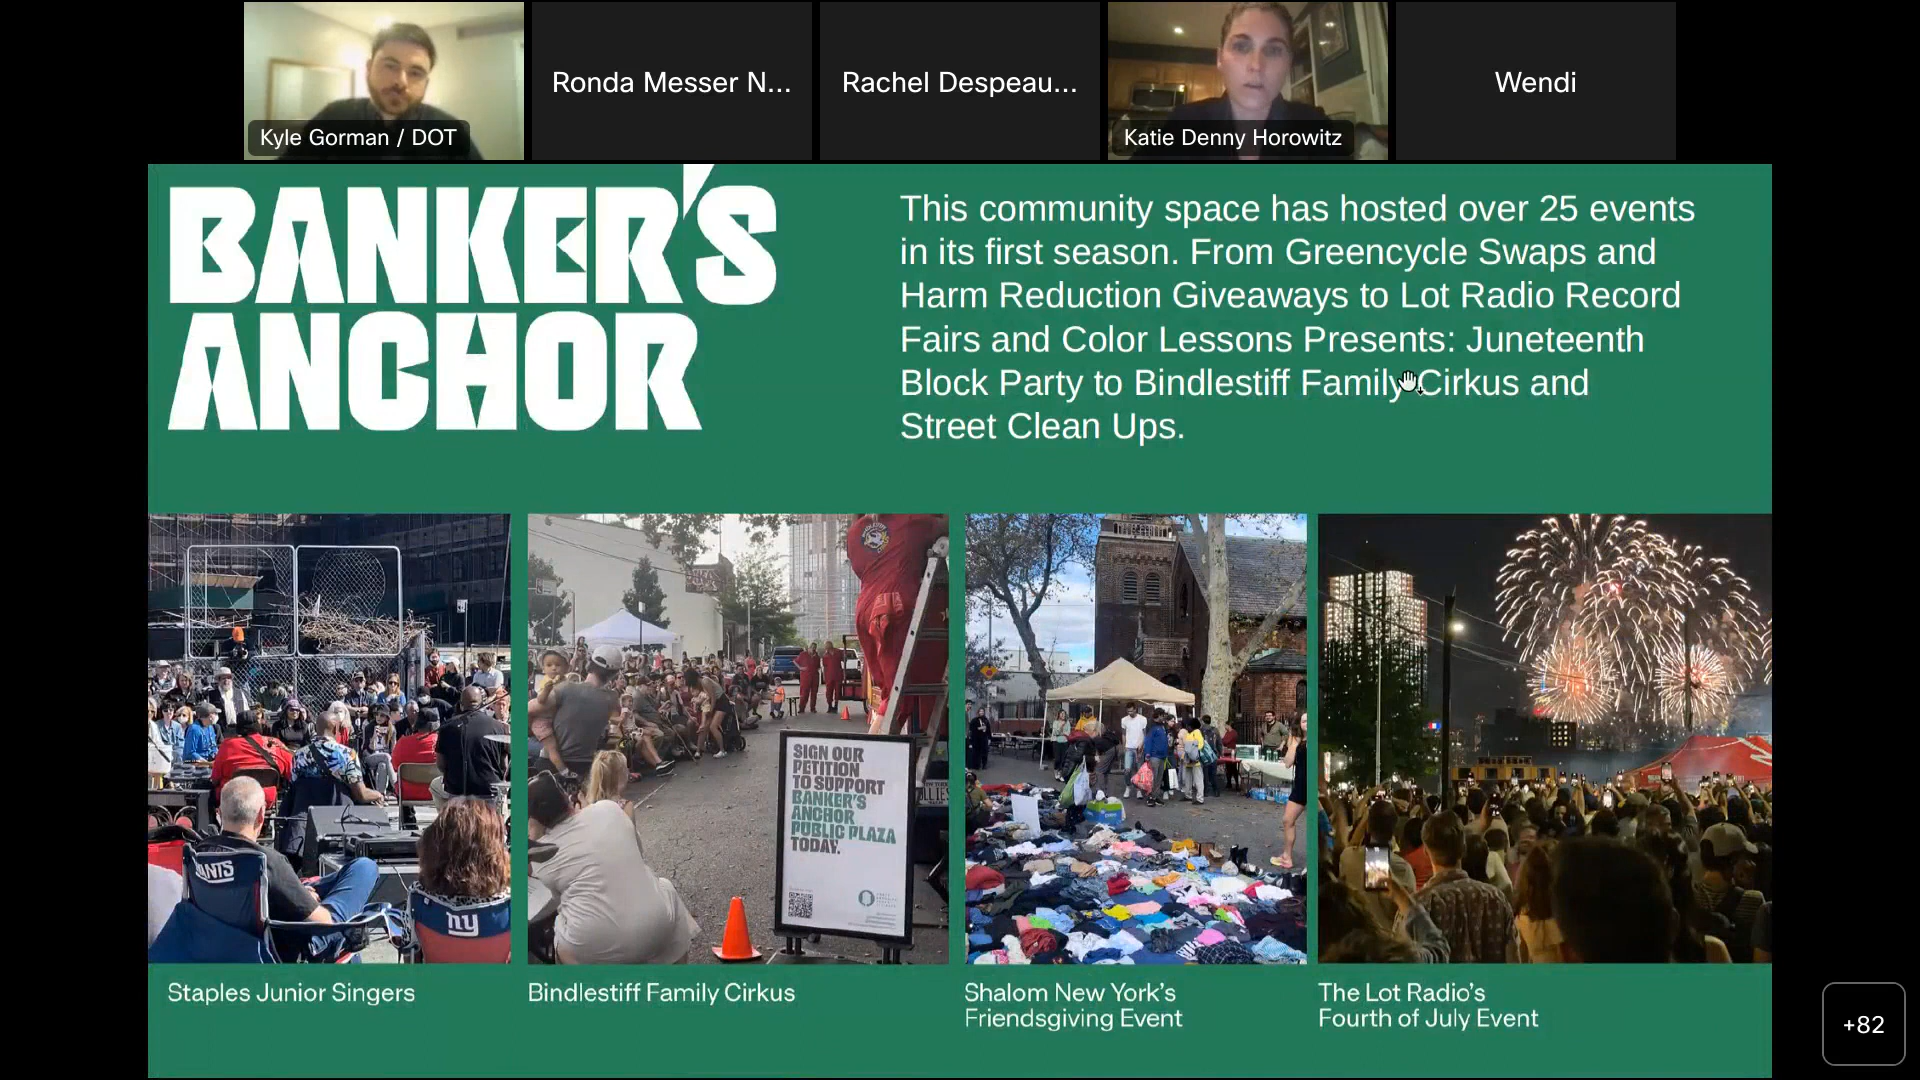 Kyle Gorman / DOT
Ronda Messer N...
Rachel Despeau...
Katie Denny Horowitz
Wendi
BANKER'S
ANCHOR
This community space has hosted over 25 events
in its first season. From Greencycle Swaps and
Harm Reduction Giveaways to Lot Radio Record
Fairs and Color Lessons Presents: Juneteenth
Block Party to Bindlestiff Family Cirkus and
Street Clean Ups.
GIANTS
ny
SIGN OUR
PETITION
TO SUPPORT
BANKER'S
ANCHOR
PUBLIC PLAZA
TODAY.
Staples Junior Singers
Bindlestiff Family Cirkus
Shalom New York's
Friendsgiving Event
The Lot Radio's
Fourth of July Event
+82